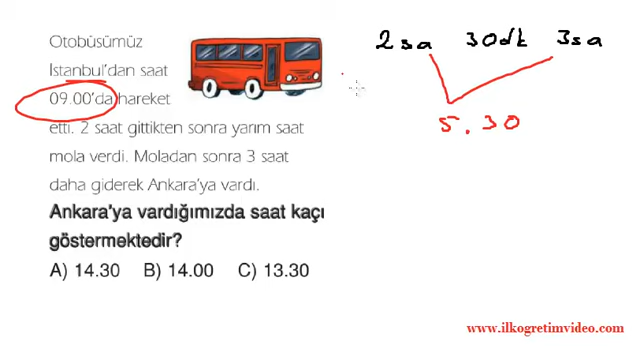 Otobüsümüz
İstanbul'dan saat
09.00'da hareket
etti. 2 saat gittikten sonra yarım saat
mola verdi. Moladan sonra 3 saat
daha giderek Ankara'ya vardı.
Ankara'ya vardığımızda saat kaçı
göstermektedir?
A) 14.30 B) 14.00 C) 13.30
2 sa 30dk 3sa
5.30
www.ilkogretimvideo.com